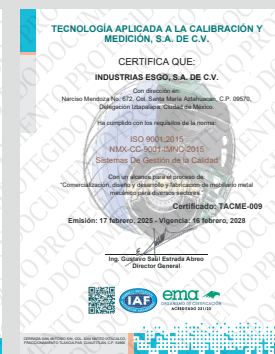 TECNOLOGÍA APLICADA A LA CALIBRACIÓN Y
MEDICIÓN, S.A. DE C.V.
CERTIFICA QUE:
INDUSTRIAS ESGO, S.A. DE C.V.
Con dirección en:
Narciso Mendoza No. 672, Col. Santa María Aztahuacan, C.P. 09570,
Delegación Iztapalapa, Ciudad de México.
Ha cumplido con los requisitos de la norma:
ISO 9001:2015
NMX-CC-9001-IMNC-2015
Sistemas De Gestión de la Calidad
Con un alcance para el proceso de:
"Comercialización, diseño y desarrollo y fabricación de mobiliario metal
mecánico para diversos sectores"
Certificado: TACME-009
Emisión: 17 febrero, 2025 - Vigencia: 16 febrero, 2028
Ing. Gustavo Saúl Estrada Abreo
Director General
IAF
ema
ORGANISMO DE CERTIFICACIÓN